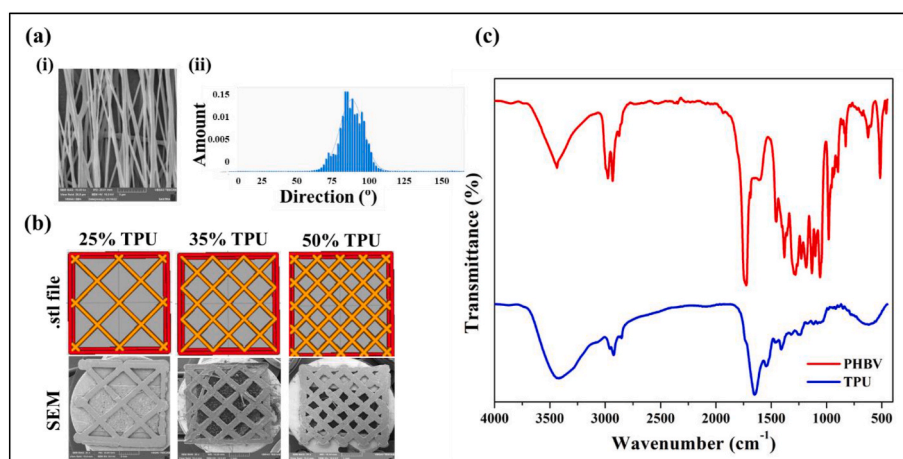 (a)
(i)
(ii)
0.15
0.010
0.005
0
Amount
0 25 50 75 100 125 150
Direction (°)
(b)
25% TPU 35% TPU 50% TPU
.stl file
SEM
(c)
Transmittance (%)
PHBV
TPU
4000 3500 3000 2500 2000 1500 1000 500
Wavenumber (cm⁻¹)